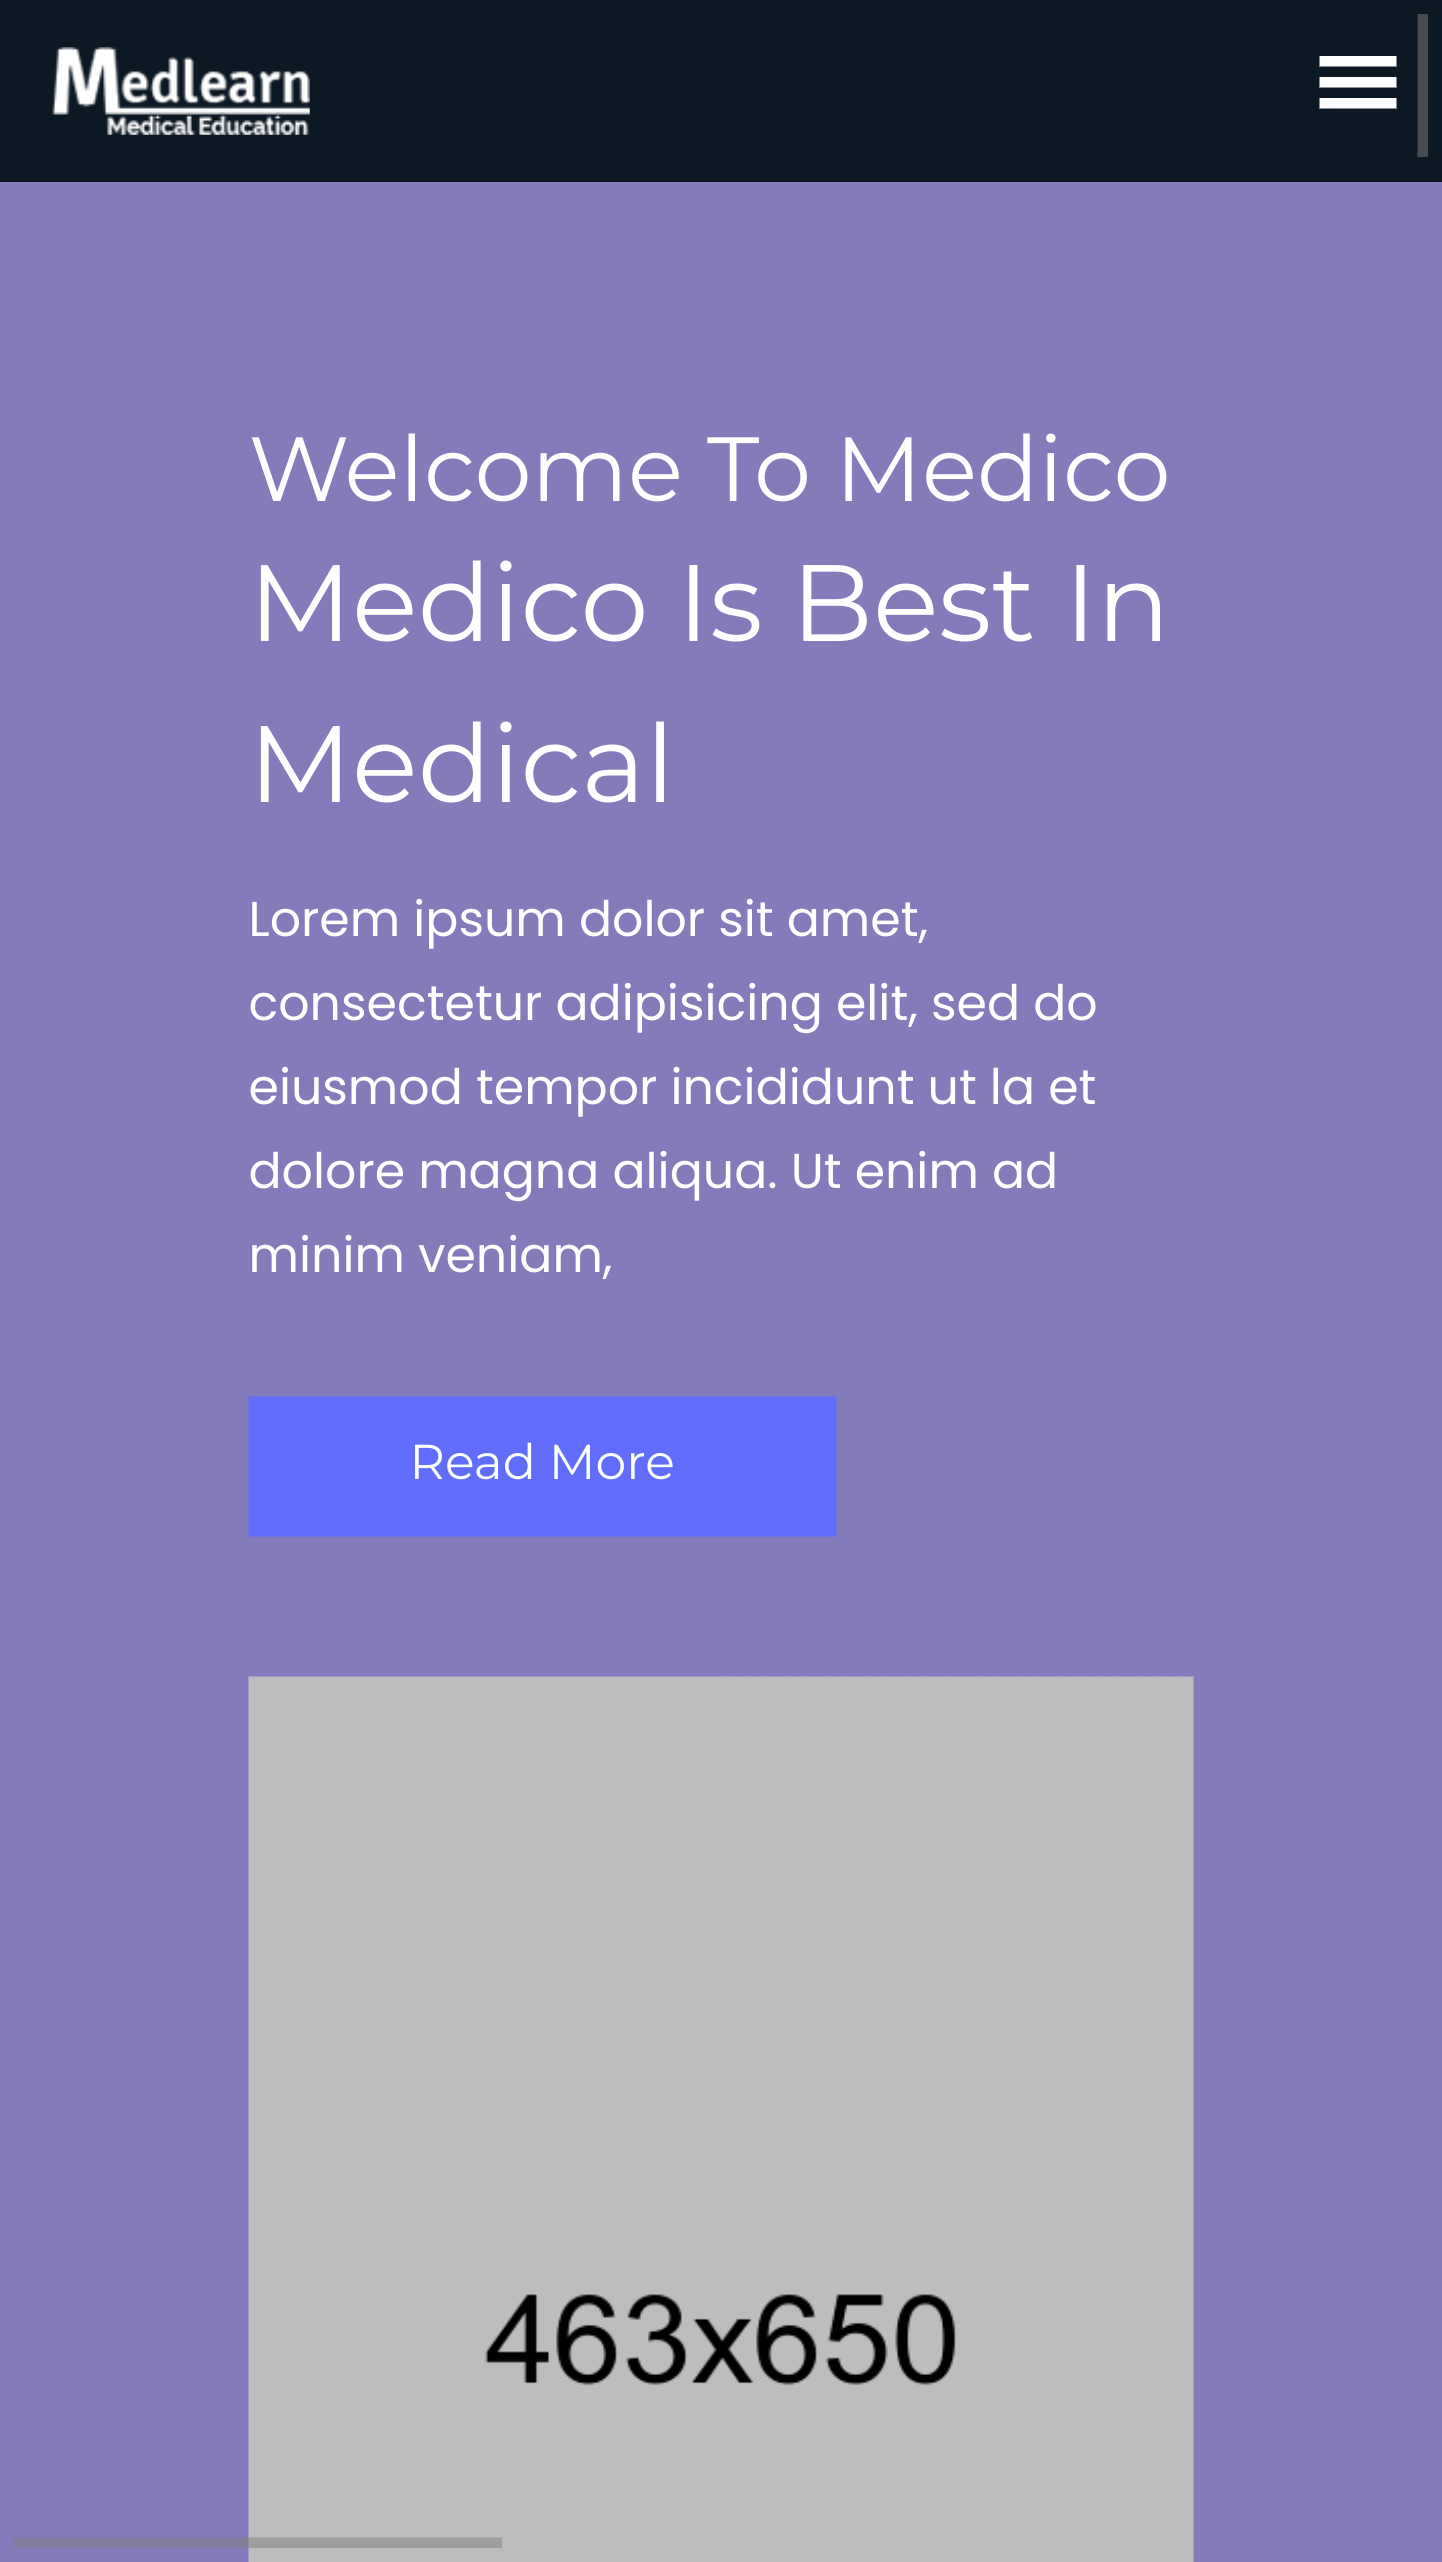 Medlearn
Medical Education
Welcome To Medico
Medico Is Best In
Medical
Lorem ipsum dolor sit amet,
consectetur adipisicing elit, sed do
eiusmod tempor incididunt ut la et
dolore magna aliqua. Ut enim ad
minim veniam,
Read More
463x650